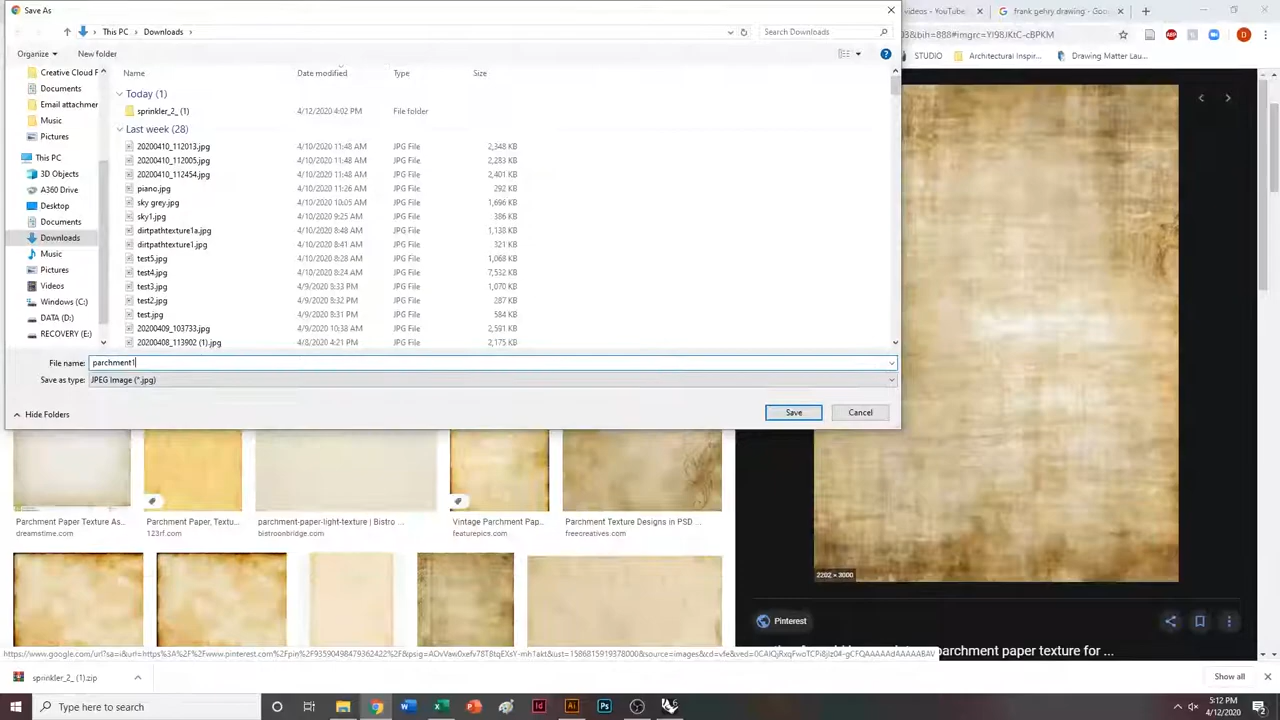 Save As
videos - YouTube
frank gehry drawing - Google
This PC
Downloads
Search Downloads
03&bih=888#imgrc=YI98JKtC-cBPKM
Organize
New folder
STUDIO
Architectural Inspir...
Drawing Matter Lau...
Name
Date modified
Type
Size
Creative Cloud F
Documents
Email attachmer
Music
Pictures
This PC
3D Objects
A360 Drive
Desktop
Documents
Downloads
Music
Pictures
Videos
Windows (C:)
DATA (D:)
RECOVERY (E:)
Today (1)
sprinkler_2_ (1) 4/12/2020 4:02 PM File folder
Last week (28)
20200410_112013.jpg 4/10/2020 11:48 AM JPG File 2,348 KB
20200410_112005.jpg 4/10/2020 11:48 AM JPG File 2,283 KB
20200410_112454.jpg 4/10/2020 11:48 AM JPG File 2,401 KB
piano.jpg 4/10/2020 11:26 AM JPG File 292 KB
sky grey.jpg 4/10/2020 10:05 AM JPG File 1,696 KB
sky1.jpg 4/10/2020 9:25 AM JPG File 386 KB
dirtpathtexture1a.jpg 4/10/2020 8:48 AM JPG File 1,138 KB
dirtpathtexture1.jpg 4/10/2020 8:41 AM JPG File 321 KB
test5.jpg 4/10/2020 8:28 AM JPG File 1,068 KB
test4.jpg 4/10/2020 8:24 AM JPG File 7,532 KB
test3.jpg 4/9/2020 8:33 PM JPG File 1,070 KB
test2.jpg 4/9/2020 8:32 PM JPG File 287 KB
test.jpg 4/9/2020 8:31 PM JPG File 584 KB
20200409_103733.jpg 4/9/2020 10:38 AM JPG File 2,591 KB
20200408_113902 (1).jpg 4/8/2020 4:21 PM JPG File 2,175 KB
File name: parchment1
Save as type: JPEG Image (*.jpg)
Hide Folders
Save
Cancel
Parchment Paper Texture As...
dreamstime.com
Parchment Paper, Textu...
123rf.com
parchment-paper-light-texture | Bistro ...
bistroonbridge.com
Vintage Parchment Pap...
featurepics.com
Parchment Texture Designs in PSD ...
freecreatives.com
2202 × 3000
Pinterest
parchment paper texture for ...
sprinkler_2_ (1).zip
Show all
Type here to search
5:12 PM
4/12/2020